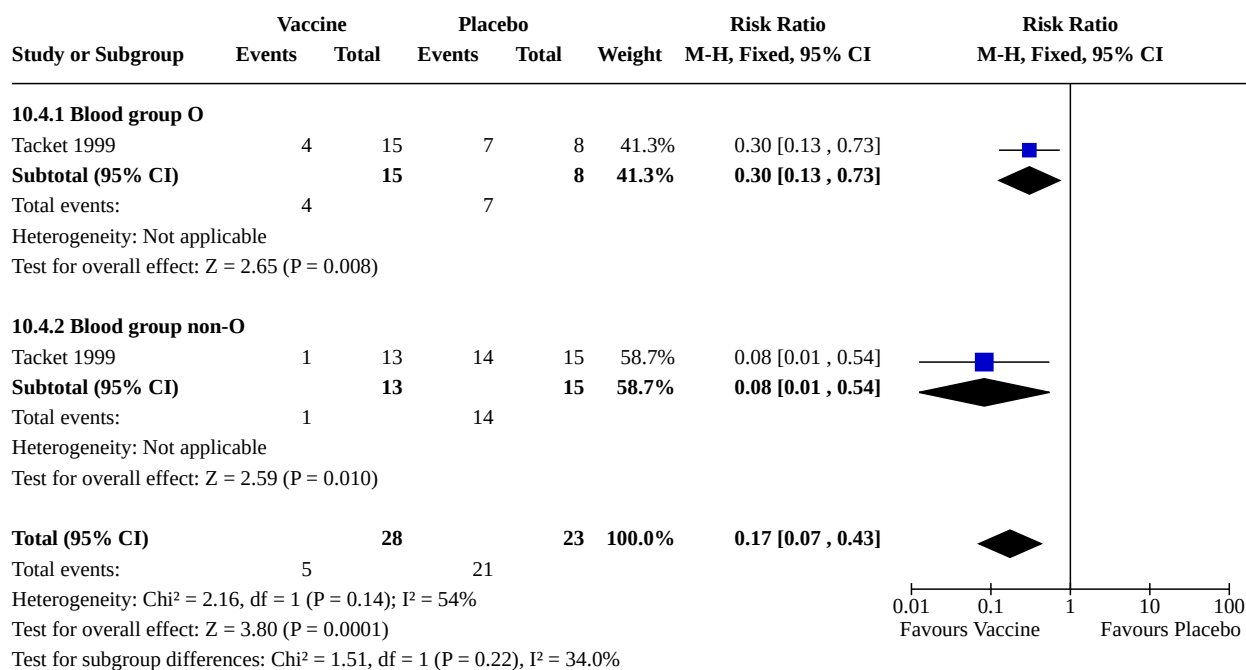 Vaccine Placebo Risk Ratio Risk Ratio
Study or Subgroup Events Total Events Total Weight M-H, Fixed, 95% CI M-H, Fixed, 95% CI
10.4.1 Blood group O
Tacket 1999 4 15 7 8 41.3% 0.30 [0.13 , 0.73]
Subtotal (95% CI) 15 8 41.3% 0.30 [0.13 , 0.73]
Total events: 4 7
Heterogeneity: Not applicable
Test for overall effect: Z = 2.65 (P = 0.008)
10.4.2 Blood group non-O
Tacket 1999 1 13 14 15 58.7% 0.08 [0.01 , 0.54]
Subtotal (95% CI) 13 15 58.7% 0.08 [0.01 , 0.54]
Total events: 1 14
Heterogeneity: Not applicable
Test for overall effect: Z = 2.59 (P = 0.010)
Total (95% CI) 28 23 100.0% 0.17 [0.07 , 0.43]
Total events: 5 21
Heterogeneity: Chi² = 2.16, df = 1 (P = 0.14); I² = 54%
0.01 0.1 1 10 100
Test for overall effect: Z = 3.80 (P = 0.0001)
Favours Vaccine Favours Placebo
Test for subgroup differences: Chi² = 1.51, df = 1 (P = 0.22), I² = 34.0%